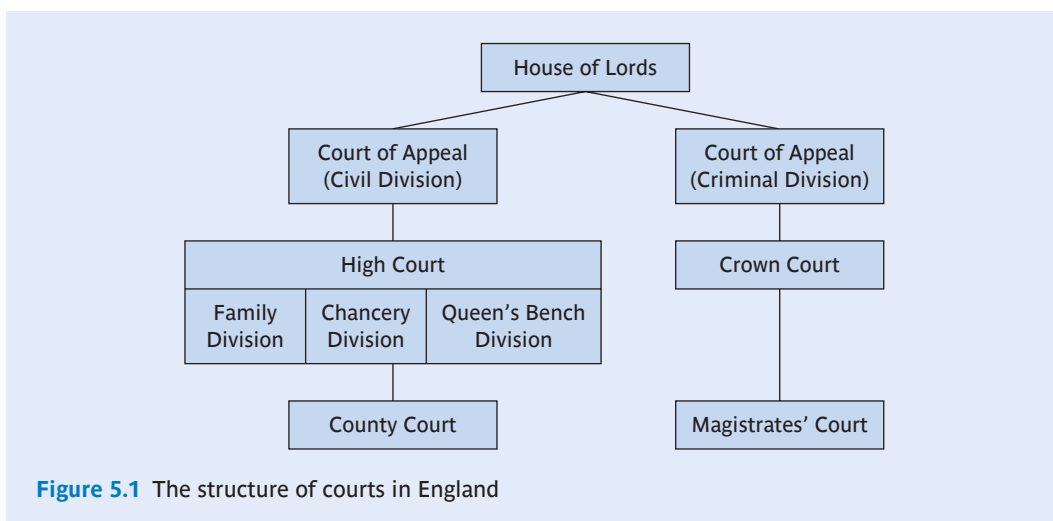 House of Lords
Court of Appeal
(Civil Division)
Court of Appeal
(Criminal Division)
High Court
Crown Court
Family
Division
Chancery
Division
Queen's Bench
Division
County Court
Magistrates' Court
Figure 5.1 The structure of courts in England